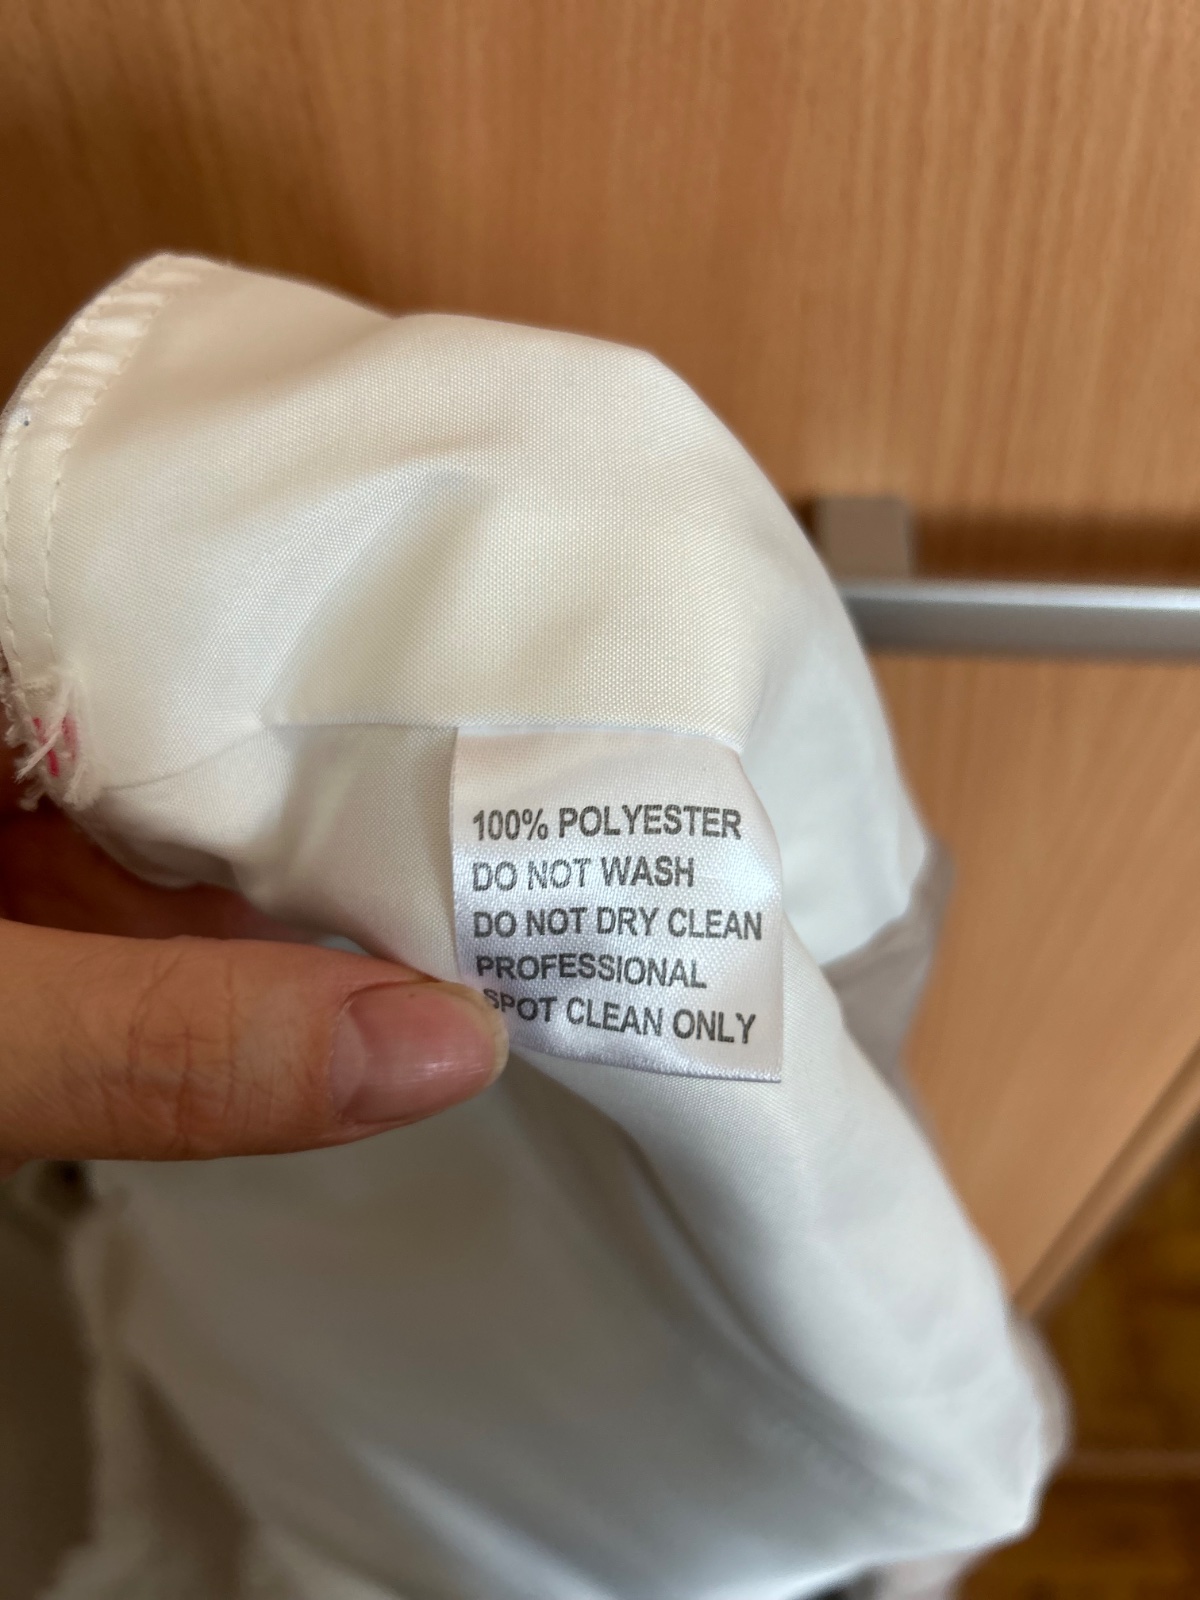 100% POLYESTER
DO NOT WASH
DO NOT DRY CLEAN
PROFESSIONAL
SPOT CLEAN ONLY